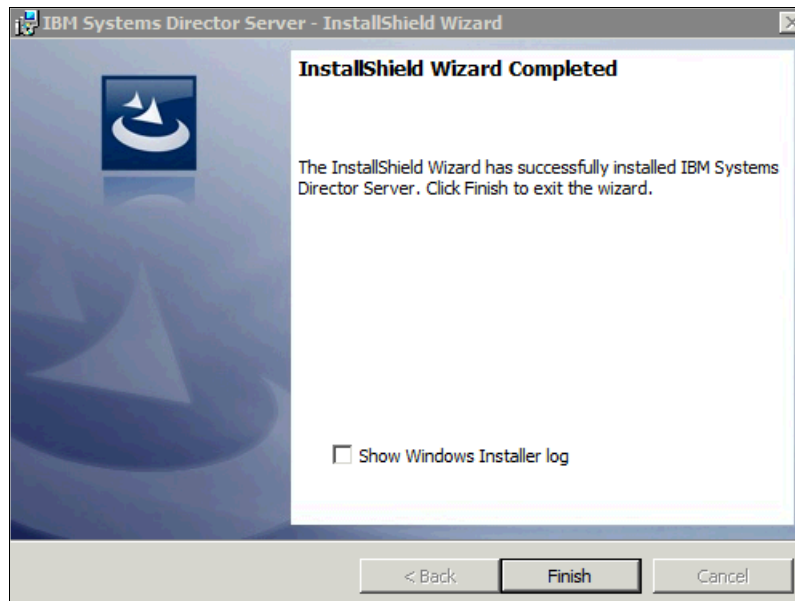 IBM Systems Director Server - InstallShield Wizard
InstallShield Wizard Completed
The InstallShield Wizard has successfully installed IBM Systems
Director Server. Click Finish to exit the wizard.
Show Windows Installer log
< Back Finish Cancel